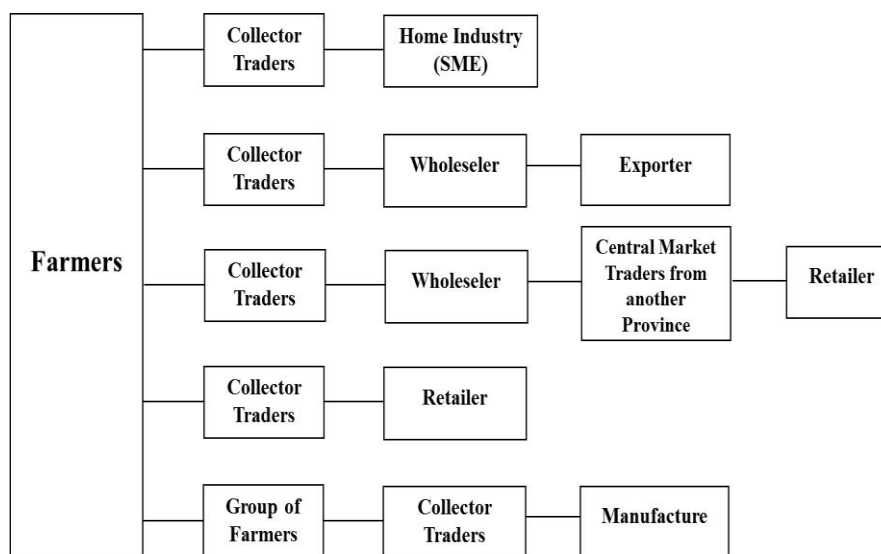 Farmers
Collector
Traders
Home Industry
(SME)
Collector
Traders
Wholeseler
Exporter
Collector
Traders
Wholeseler
Central Market
Traders from
another
Province
Retailer
Collector
Traders
Retailer
Group of
Farmers
Collector
Traders
Manufacture